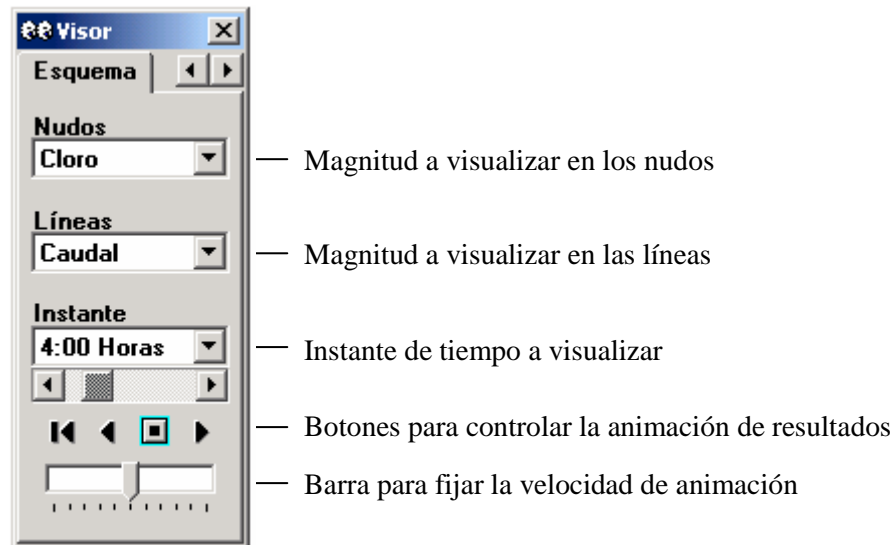 Visor
Esquema
Nudos
Cloro
Magnitud a visualizar en los nudos
Líneas
Caudal
Magnitud a visualizar en las líneas
Instante
4:00 Horas
Instante de tiempo a visualizar
Botones para controlar la animación de resultados
Barra para fijar la velocidad de animación